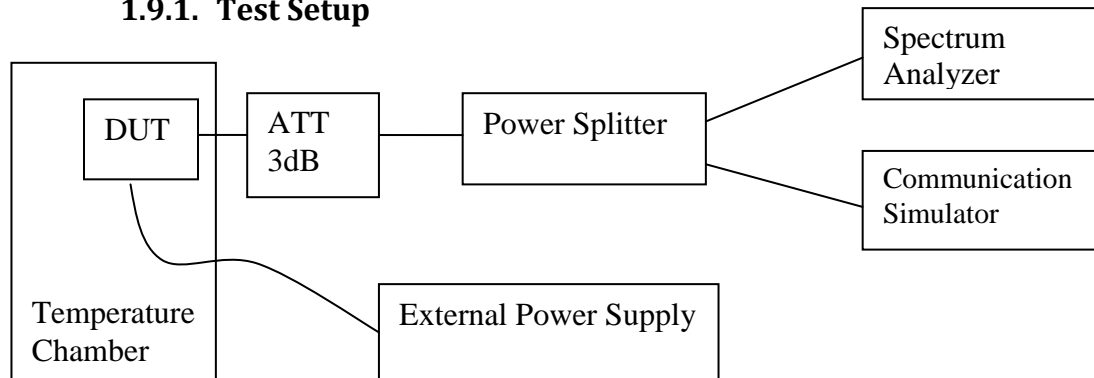 1.9.1. Test Setup
Spectrum
Analyzer
DUT
ATT
3dB
Power Splitter
Communication
Simulator
Temperature
Chamber
External Power Supply